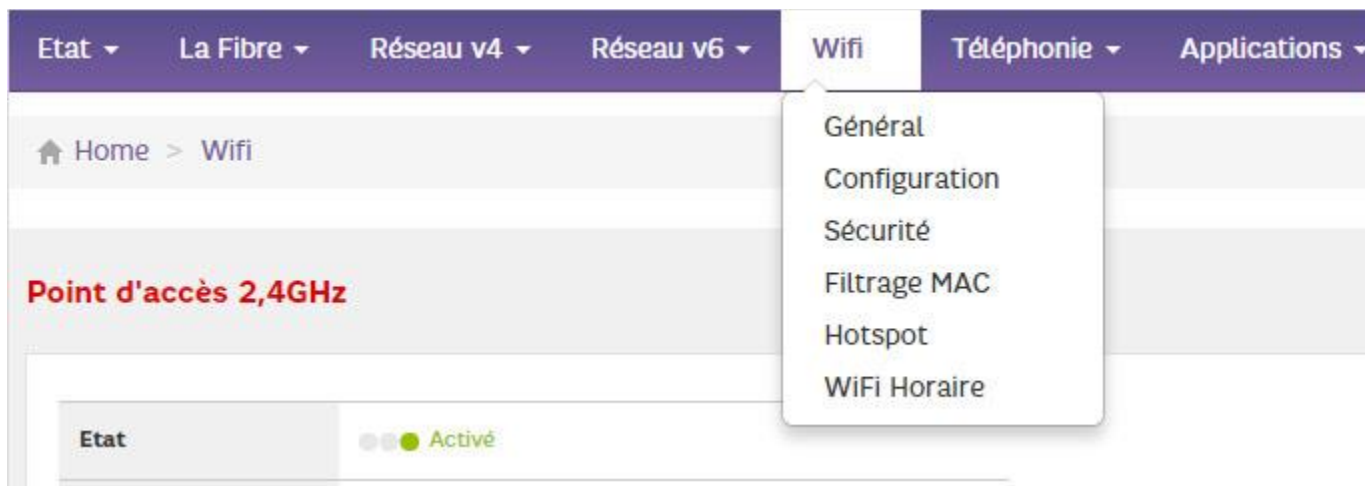 Etat La Fibre Réseau v4 Réseau v6 Wifi Téléphonie Applications
Home > Wifi
Général
Configuration
Sécurité
Filtrage MAC
Hotspot
WiFi Horaire
Point d'accès 2,4GHz
Etat Activé